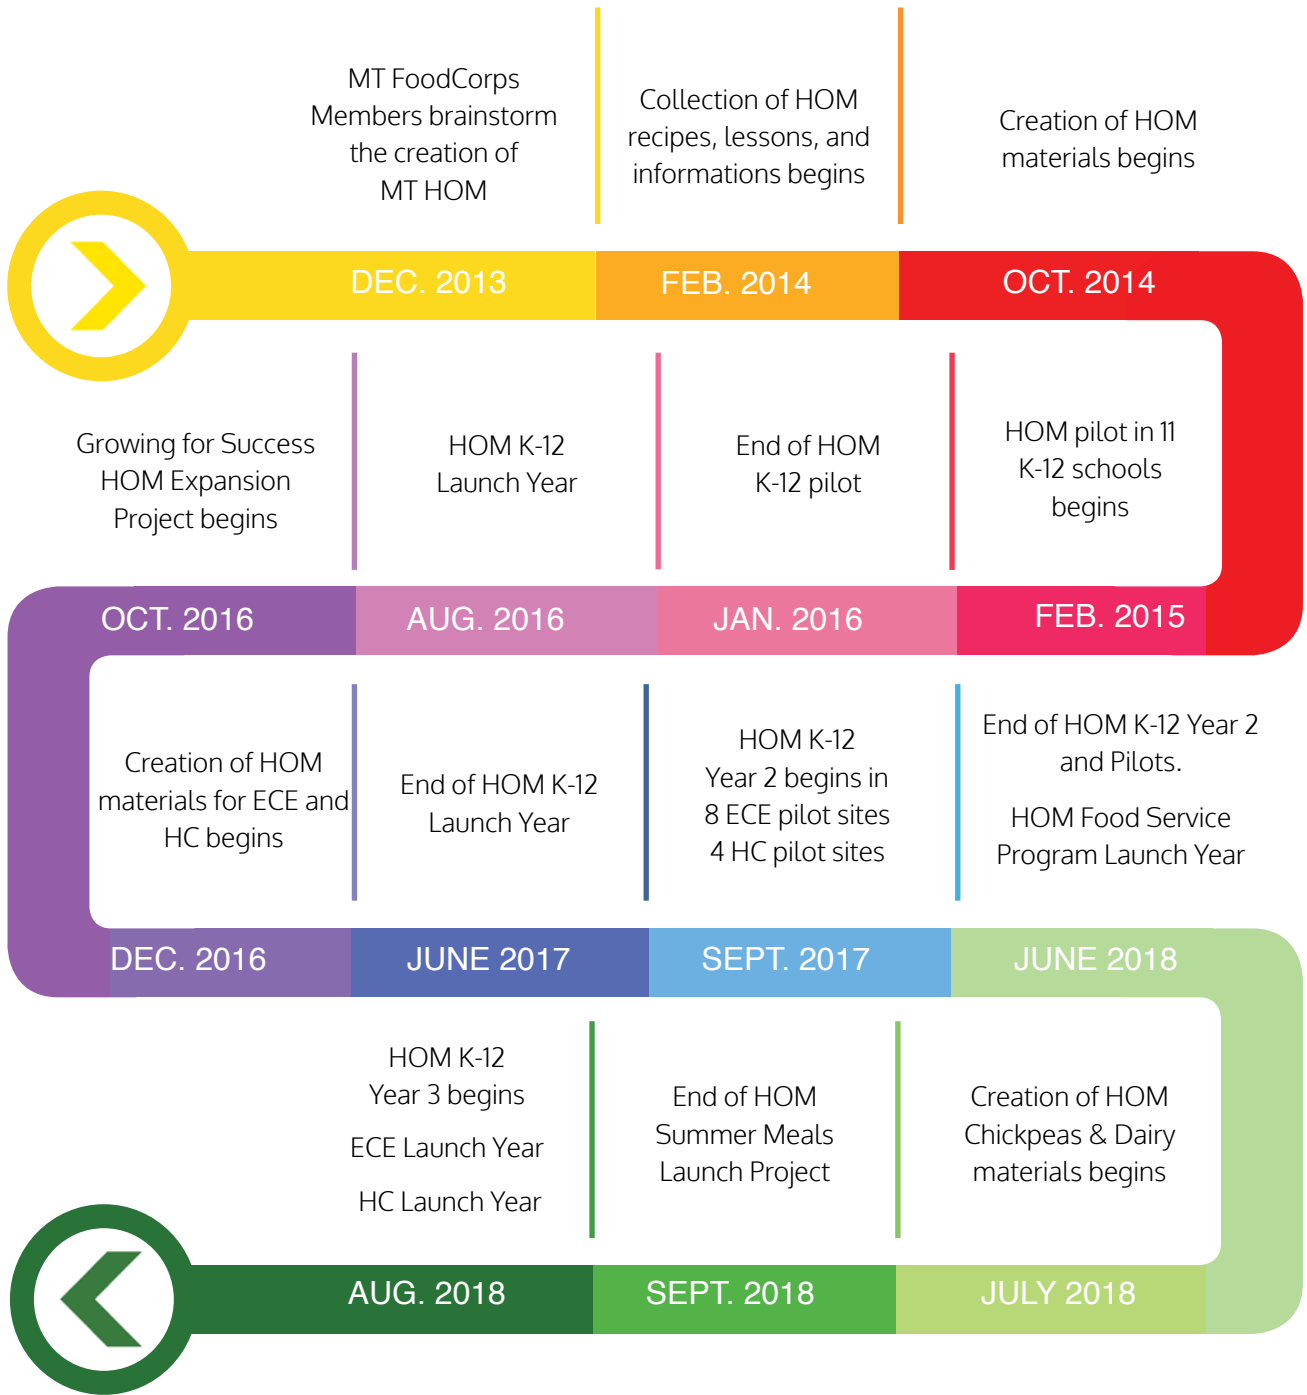 MT FoodCorps
Members brainstorm
the creation of
MT HOM
Collection of HOM
recipes, lessons, and
informations begins
Creation of HOM
materials begins
DEC. 2013
FEB. 2014
OCT. 2014
Growing for Success
HOM Expansion
Project begins
HOM K-12
Launch Year
End of HOM
K-12 pilot
HOM pilot in 11
K-12 schools
begins
OCT. 2016
AUG. 2016
JAN. 2016
FEB. 2015
Creation of HOM
materials for ECE and
HC begins
End of HOM K-12
Launch Year
HOM K-12
Year 2 begins in
8 ECE pilot sites
4 HC pilot sites
End of HOM K-12 Year 2
and Pilots.
HOM Food Service
Program Launch Year
DEC. 2016
JUNE 2017
SEPT. 2017
JUNE 2018
HOM K-12
Year 3 begins
ECE Launch Year
HC Launch Year
End of HOM
Summer Meals
Launch Project
Creation of HOM
Chickpeas & Dairy
materials begins
AUG. 2018
SEPT. 2018
JULY 2018